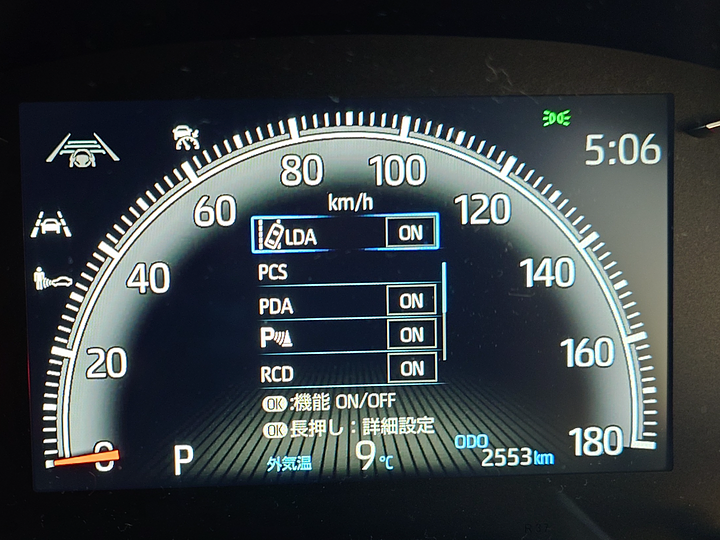 5:06
80 100
km/h
60 120
LDA ON
PCS
40 140
PDA ON
P ON
20 160
RCD ON
OK:機能 ON/OFF
OK長押し:詳細設定
0 P 外気温 9℃ ODO 2553km 180